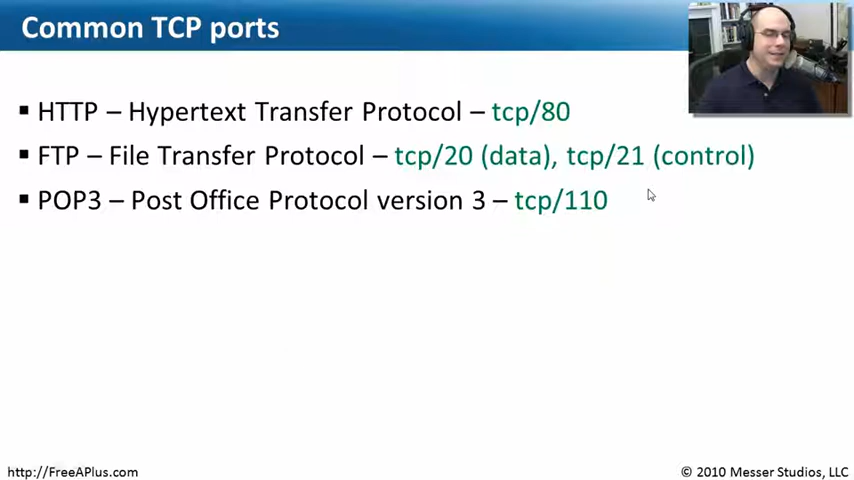 Common TCP ports
▪ HTTP – Hypertext Transfer Protocol – tcp/80
▪ FTP – File Transfer Protocol – tcp/20 (data), tcp/21 (control)
▪ POP3 – Post Office Protocol version 3 – tcp/110
http://FreeAPlus.com
© 2010 Messer Studios, LLC